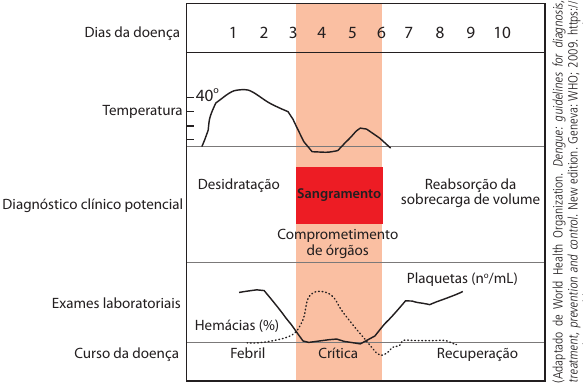 Dias da doença
1 2 3 4 5 6 9 8 9 10
40º
Temperatura
Desidratação
Sangramento
Reabsorção da
sobrecarga de volume
Diagnóstico clínico potencial
Comprometimento
de órgãos
Plaquetas (nº/mL)
Exames laboratoriais
Hemácias (%)
Curso da doença
Febril
Crítica
Recuperação
(Adaptado de World Health Organization. Dengue: guidelines for diagnosis,
treatment, prevention and control. New edition. Geneva: WHO; 2009. https://